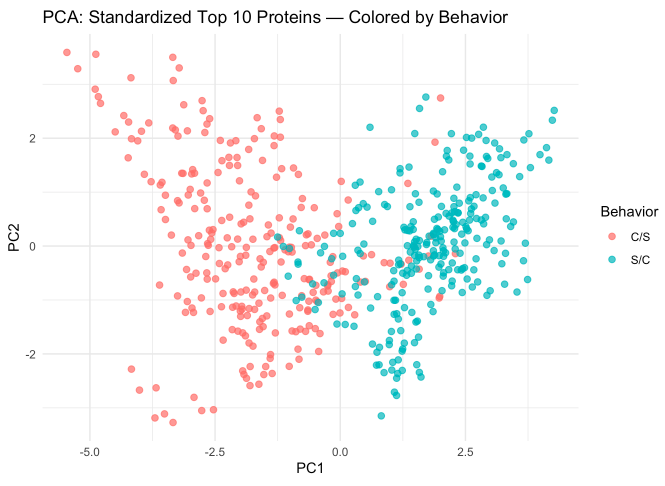 PCA: Standardized Top 10 Proteins — Colored by Behavior
2
0
-2
PC2
-5.0
-2.5
0.0
2.5
PC1
Behavior
C/S
S/C